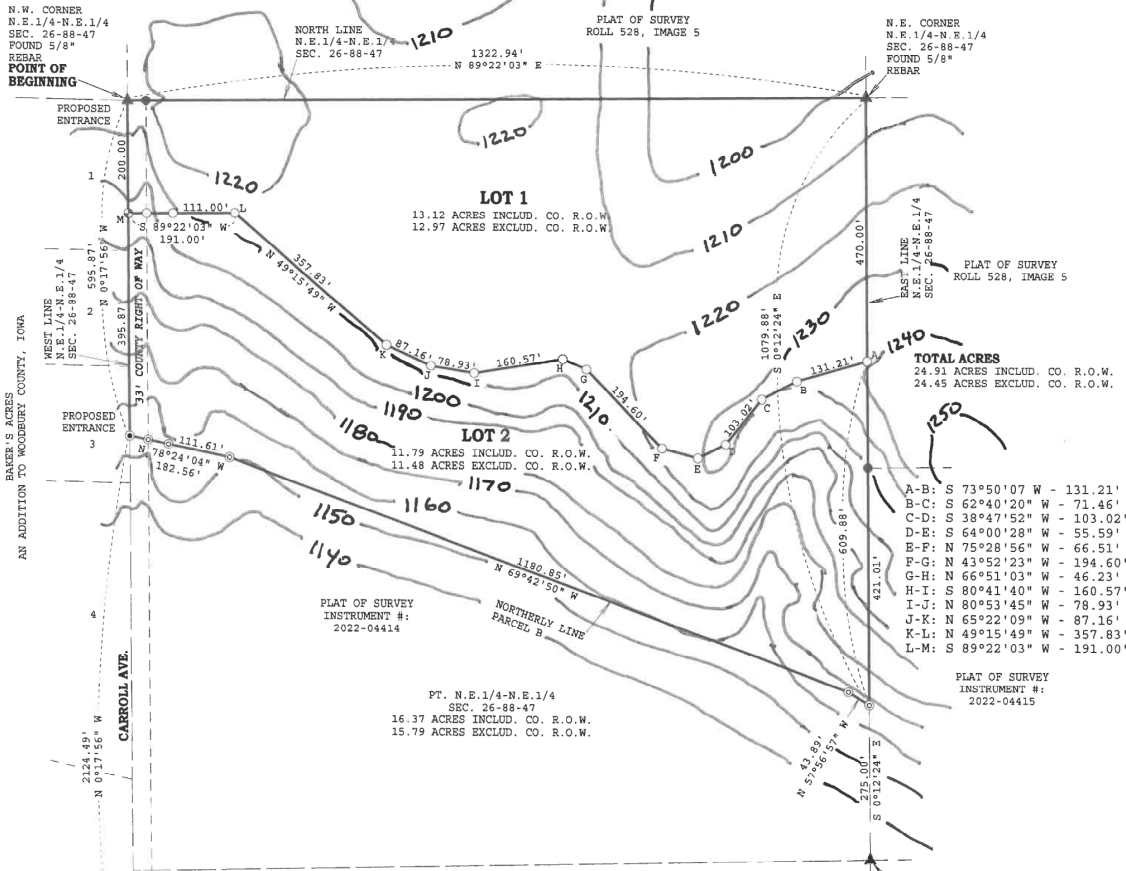 N.W. CORNER
N.E.1/4-N.E.1/4
SEC. 26-88-47
FOUND 5/8"
REBAR
POINT OF
BEGINNING
NORTH LINE
N.E.1/4-N.E.1/4
SEC. 26-88-47
1210
PLAT OF SURVEY
ROLL 528, IMAGE 5
N.E. CORNER
N.E.1/4-N.E.1/4
SEC. 26-88-47
FOUND 5/8"
REBAR
1322.94'
N 89°22'03" E
PROPOSED
ENTRANCE
200.00'
1
1220
1220
1200
LOT 1
13.12 ACRES INCLUD. CO. R.O.W.
12.97 ACRES EXCLUD. CO. R.O.W.
M
111.00'
L
S 89°22'03" W
191.00'
1210
470.00'
EAST LINE
N.E.1/4-N.E.1/4
SEC. 26-88-47
PLAT OF SURVEY
ROLL 528, IMAGE 5
595.87'
N 0°17'56" W
WEST LINE
N.E.1/4-N.E.1/4
SEC. 26-88-47
2
395.87
33' COUNTY RIGHT OF WAY
357.83'
N 49°15'49" W
1220
1230
1079.88'
S 0°12'24" E
1240
K
87.16'
J
78.93'
I
160.57'
H
G
194.60'
F
E
D
103.02'
C
B
131.21'
A
TOTAL ACRES
24.91 ACRES INCLUD. CO. R.O.W.
24.45 ACRES EXCLUD. CO. R.O.W.
1200
1210
1190
1180
1250
BAKER'S ACRES
AN ADDITION TO WOODBURY COUNTY, IOWA
PROPOSED
ENTRANCE
3
111.61'
N 78°24'04" W
182.56'
LOT 2
11.79 ACRES INCLUD. CO. R.O.W.
11.48 ACRES EXCLUD. CO. R.O.W.
1170
1160
1150
1140
609.88'
421.01'
A-B: S 73°50'07 W - 131.21'
B-C: S 62°40'20" W - 71.46'
C-D: S 38°47'52" W - 103.02'
D-E: S 64°00'28" W - 55.59'
E-F: N 75°28'56" W - 66.51'
F-G: N 43°52'23" W - 194.60'
G-H: N 66°51'03" W - 46.23'
H-I: S 80°41'40" W - 160.57'
I-J: N 80°53'45" W - 78.93'
J-K: N 65°22'09" W - 87.16'
K-L: N 49°15'49" W - 357.83'
L-M: S 89°22'03" W - 191.00'
1180.85'
N 69°42'50" W
NORTHERLY LINE
PARCEL B
PLAT OF SURVEY
INSTRUMENT #:
2022-04414
4
CARROLL AVE.
2124.49'
N 0°17'56" W
PT. N.E.1/4-N.E.1/4
SEC. 26-88-47
16.37 ACRES INCLUD. CO. R.O.W.
15.79 ACRES EXCLUD. CO. R.O.W.
PLAT OF SURVEY
INSTRUMENT #:
2022-04415
43.89'
N 57°56'57" W
275.00'
S 0°12'24" E